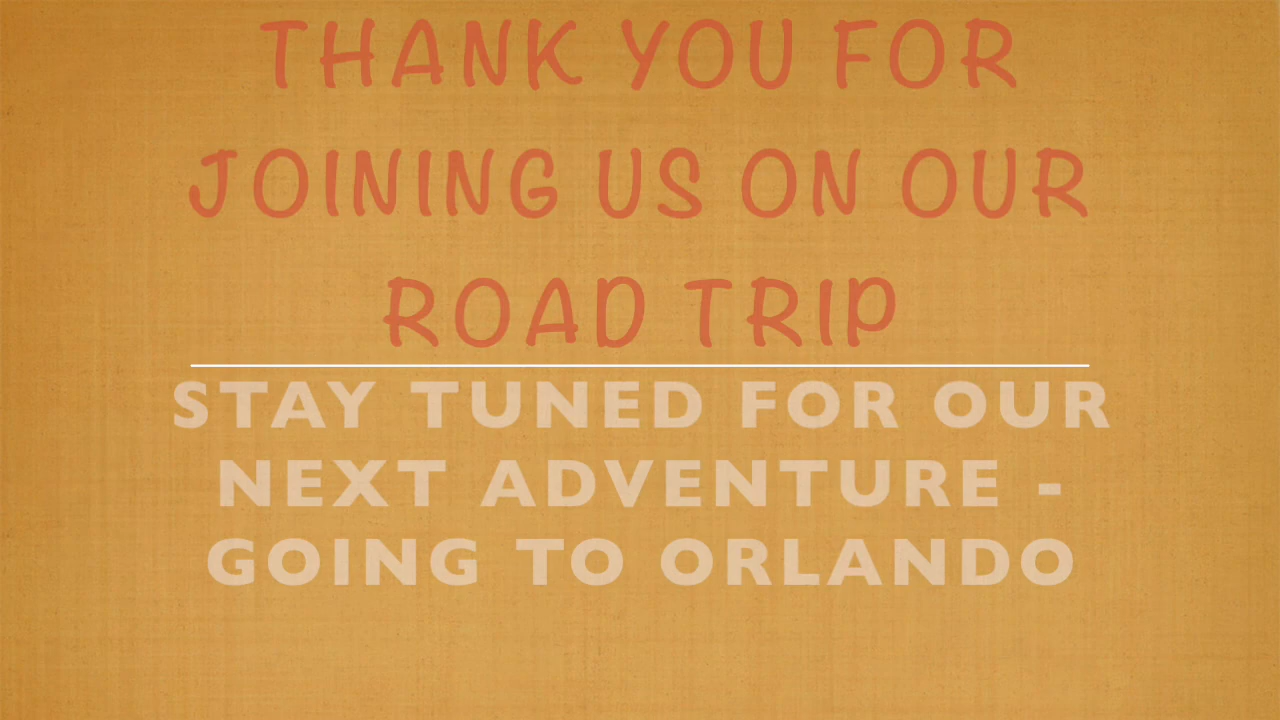 THANK YOU FOR
JOINING US ON OUR
ROAD TRIP
STAY TUNED FOR OUR
NEXT ADVENTURE -
GOING TO ORLANDO